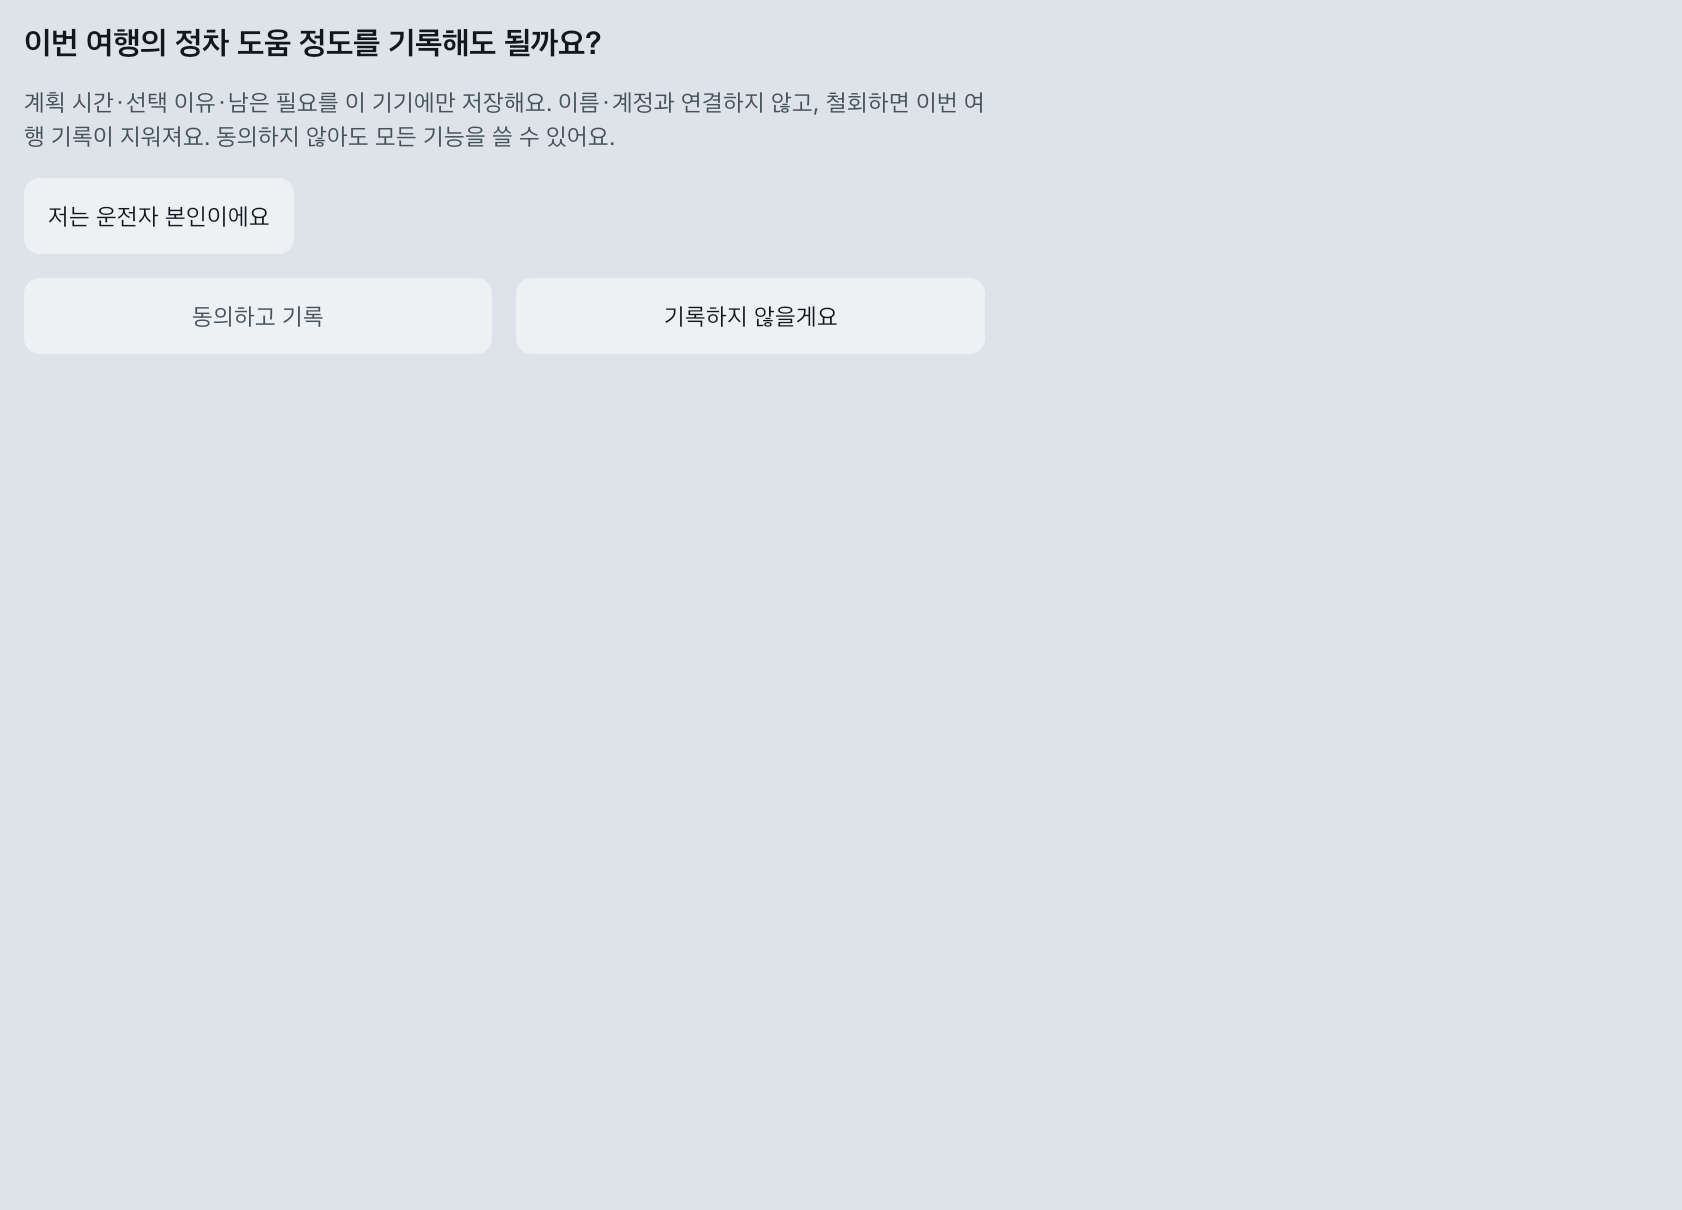 이번 여행의 정차 도움 정도를 기록해도 될까요?
계획 시간·선택 이유·남은 필요를 이 기기에만 저장해요. 이름·계정과 연결하지 않고, 철회하면 이번 여
행 기록이 지워져요. 동의하지 않아도 모든 기능을 쓸 수 있어요.
저는 운전자 본인이에요
동의하고 기록
기록하지 않을게요